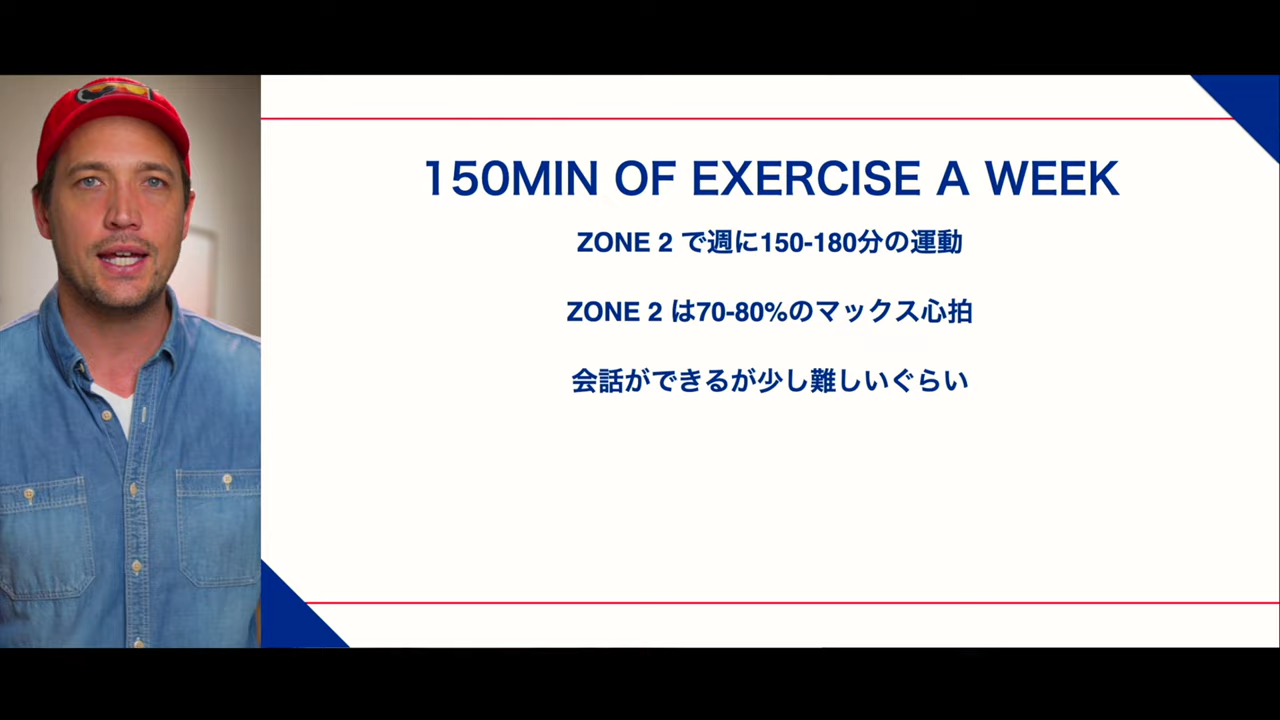 150MIN OF EXERCISE A WEEK
ZONE 2 で週に150-180分の運動
ZONE 2 は70-80%のマックス心拍
会話ができるが少し難しいぐらい